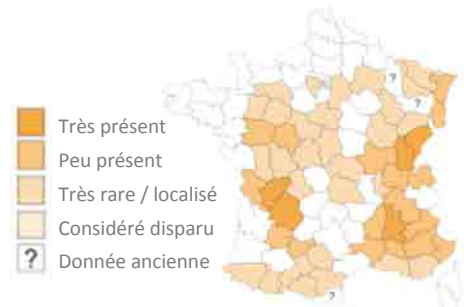 ?
?
Très présent
Peu présent
Très rare / localisé
Considéré disparu
? Donnée ancienne
?